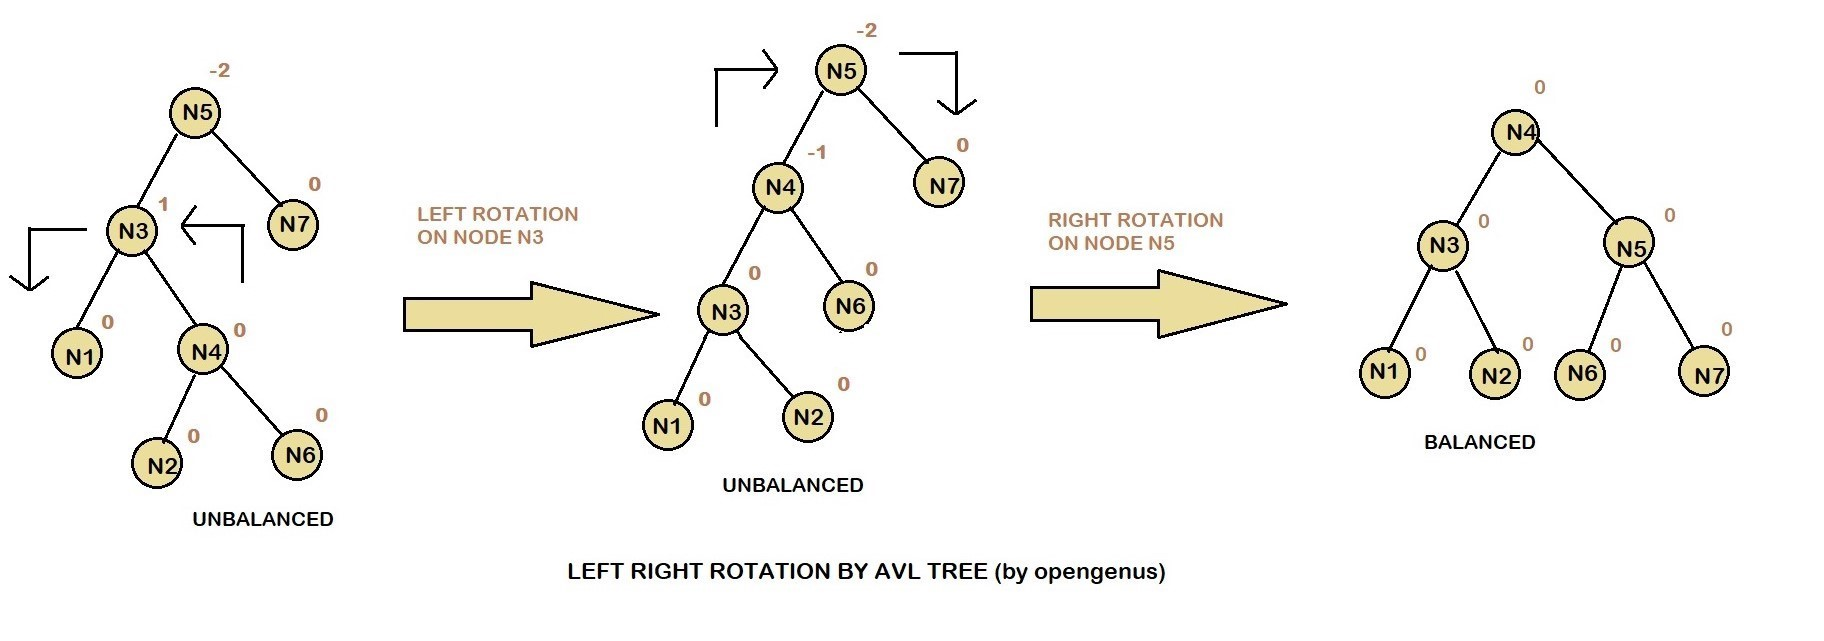 -2
N5
1
0
N3
N7
0
0
N1
N4
0
0
N2
N6
UNBALANCED
LEFT ROTATION
ON NODE N3
-2
N5
-1
0
N4
N7
0
0
N3
N6
0
0
N1
N2
UNBALANCED
RIGHT ROTATION
ON NODE N5
0
N4
0
0
N3
N5
0
0
0
0
N1
N2
N6
N7
BALANCED
LEFT RIGHT ROTATION BY AVL TREE (by opengenus)